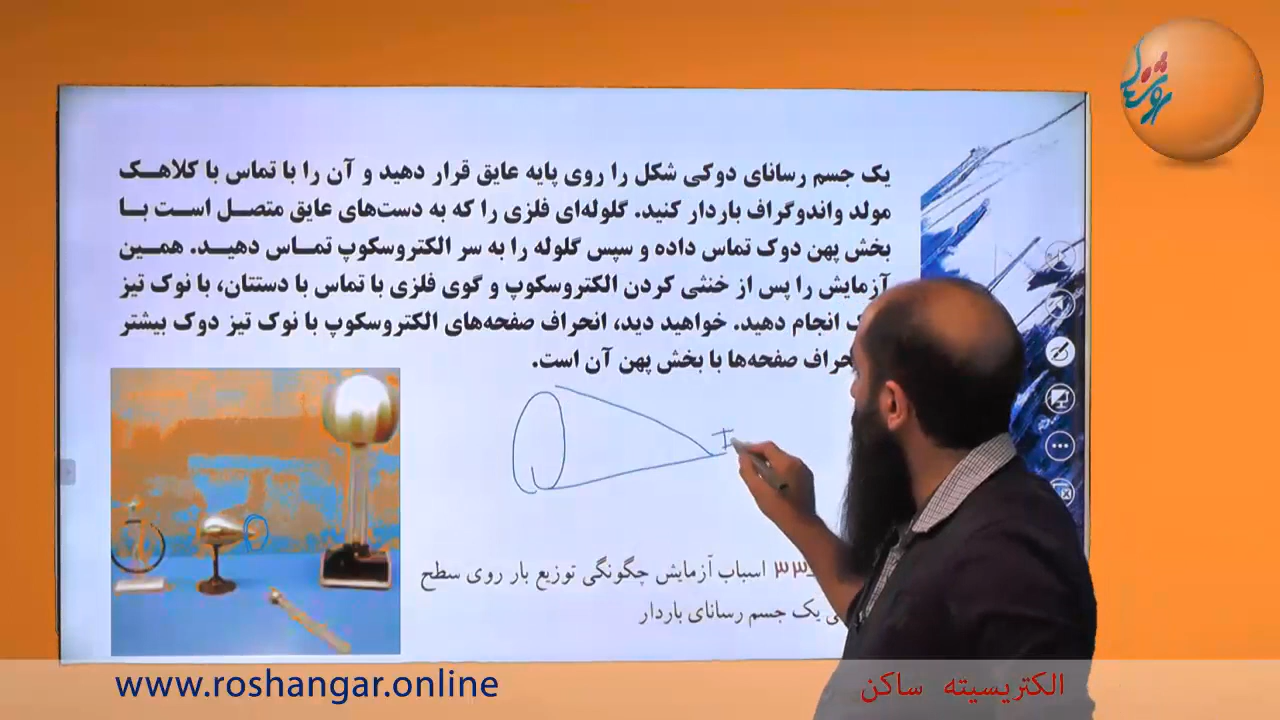 روشنگر
یک جسم رسانای دوکی شکل را روی پایه عایق قرار دهید و آن را با تماس با کلاهک
مولد واندوگراف باردار کنید. گلوله‌ای فلزی را که به دست‌های عایق متصل است با
بخش پهن دوک تماس داده و سپس گلوله را به سر الکتروسکوپ تماس دهید. همین
آزمایش را پس از خنثی کردن الکتروسکوپ و گوی فلزی با تماس با دستتان، با نوک تیز
انجام دهید. خواهید دید، انحراف صفحه‌های الکتروسکوپ با نوک تیز دوک بیشتر
صفحه‌ها با بخش پهن آن است.
۳۳ اسباب آزمایش چگونگی توزیع بار روی سطح
یک جسم رسانای باردار
www.roshangar.online
الکتریسیته ساکن